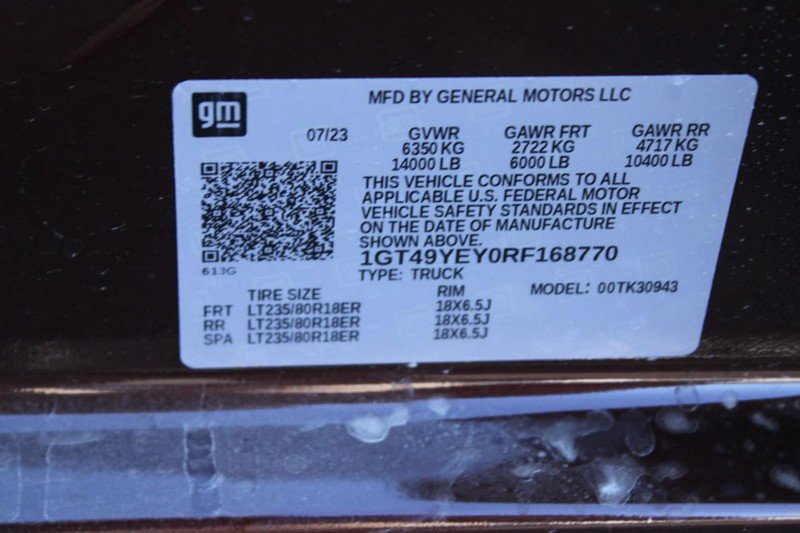 gm
MFD BY GENERAL MOTORS LLC
07/23 GVWR GAWR FRT GAWR RR
6350 KG 2722 KG 4717 KG
14000 LB 6000 LB 10400 LB
THIS VEHICLE CONFORMS TO ALL
APPLICABLE U.S. FEDERAL MOTOR
VEHICLE SAFETY STANDARDS IN EFFECT
ON THE DATE OF MANUFACTURE
SHOWN ABOVE.
1GT49YEY0RF168770
613G
TYPE: TRUCK
TIRE SIZE RIM MODEL: 00TK30943
FRT LT235/80R18ER 18X6.5J
RR LT235/80R18ER 18X6.5J
SPA LT235/80R18ER 18X6.5J